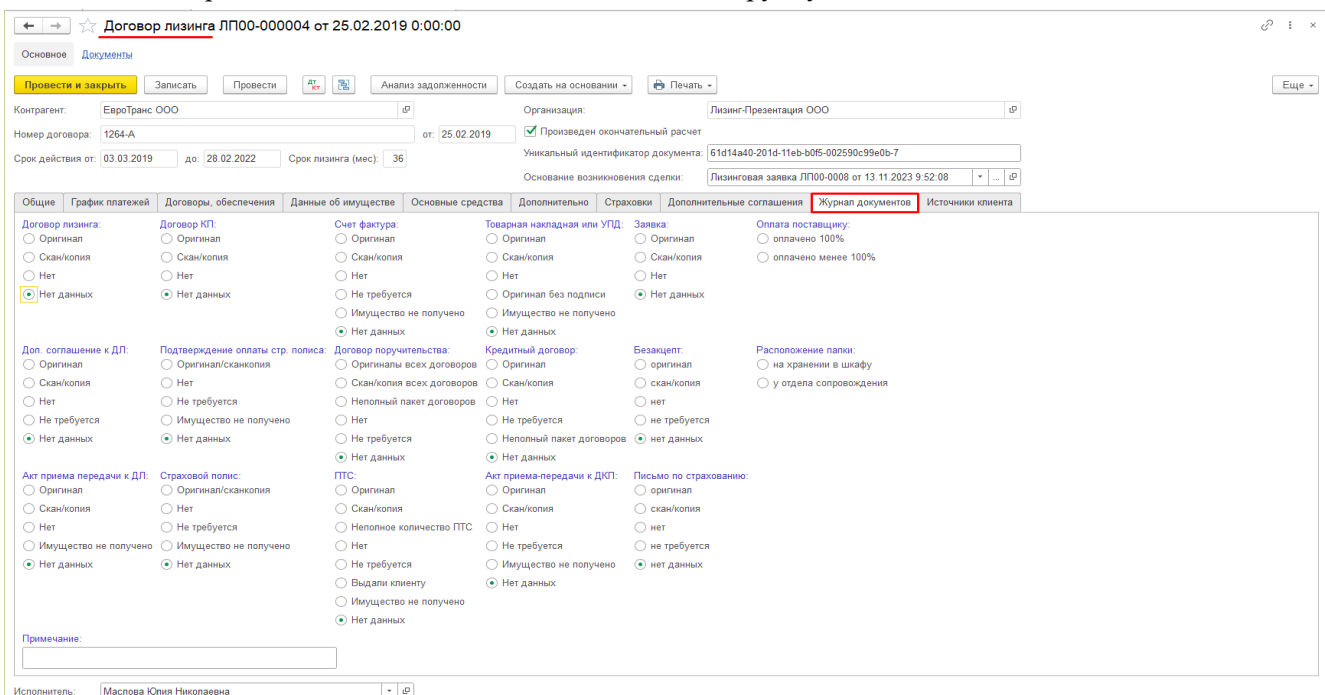 Договор лизинга ЛП00-000004 от 25.02.2019 0:00:00
Основное Документы
Провести и закрыть Записать Провести Дт Кт Анализ задолженности Создать на основании Печать Еще
Контрагент: ЕвроТранс ООО Организация: Лизинг-Презентация ООО
Номер договора: 1264-А от: 25.02.2019 Произведен окончательный расчет
Срок действия от: 03.03.2019 до: 28.02.2022 Срок лизинга (мес): 36 Уникальный идентификатор документа: 61d14a40-201d-11eb-b0f5-002590c99e0b-7
Основание возникновения сделки: Лизинговая заявка ЛП00-0008 от 13.11.2023 9:52:08 ...
Общие График платежей Договоры, обеспечения Данные об имуществе Основные средства Дополнительно Страховки Дополнительные соглашения Журнал документов Источники клиента
Договор лизинга: Договор КП: Счет фактура: Товарная накладная или УПД: Заявка: Оплата поставщику:
Оригинал Оригинал Оригинал Оригинал Оригинал оплачено 100%
Скан/копия Скан/копия Скан/копия Скан/копия Скан/копия оплачено менее 100%
Нет Нет Нет Нет Нет
Нет данных Нет данных Не требуется Оригинал без подписи Нет данных
Имущество не получено Имущество не получено
Нет данных Нет данных
Доп. соглашение к ДЛ: Подтверждение оплаты стр. полиса: Договор поручительства: Кредитный договор: Безакцепт: Расположение папки:
Оригинал Оригинал/сканкопия Оригиналы всех договоров Оригинал оригинал на хранении в шкафу
Скан/копия Нет Скан/копия всех договоров Скан/копия скан/копия у отдела сопровождения
Нет Не требуется Неполный пакет договоров Нет нет
Не требуется Имущество не получено Нет Не требуется не требуется
Нет данных Нет данных Не требуется Неполный пакет договоров нет данных
Нет данных Нет данных
Акт приема передачи к ДЛ: Страховой полис: ПТС: Акт приема-передачи к ДКП: Письмо по страхованию:
Оригинал Оригинал/сканкопия Оригинал Оригинал оригинал
Скан/копия Нет Скан/копия Скан/копия скан/копия
Нет Не требуется Неполное количество ПТС Нет нет
Имущество не получено Имущество не получено Нет Не требуется не требуется
Нет данных Нет данных Не требуется Имущество не получено нет данных
Выдали клиенту Нет данных
Имущество не получено
Нет данных
Примечание:
Исполнитель: Маслова Юлия Николаевна